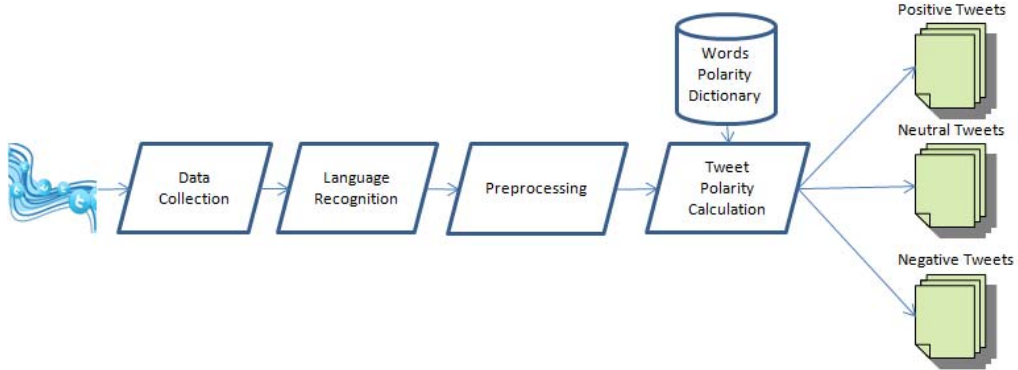 Data
Collection
Language
Recognition
Preprocessing
Words
Polarity
Dictionary
Tweet
Polarity
Calculation
Positive Tweets
Neutral Tweets
Negative Tweets